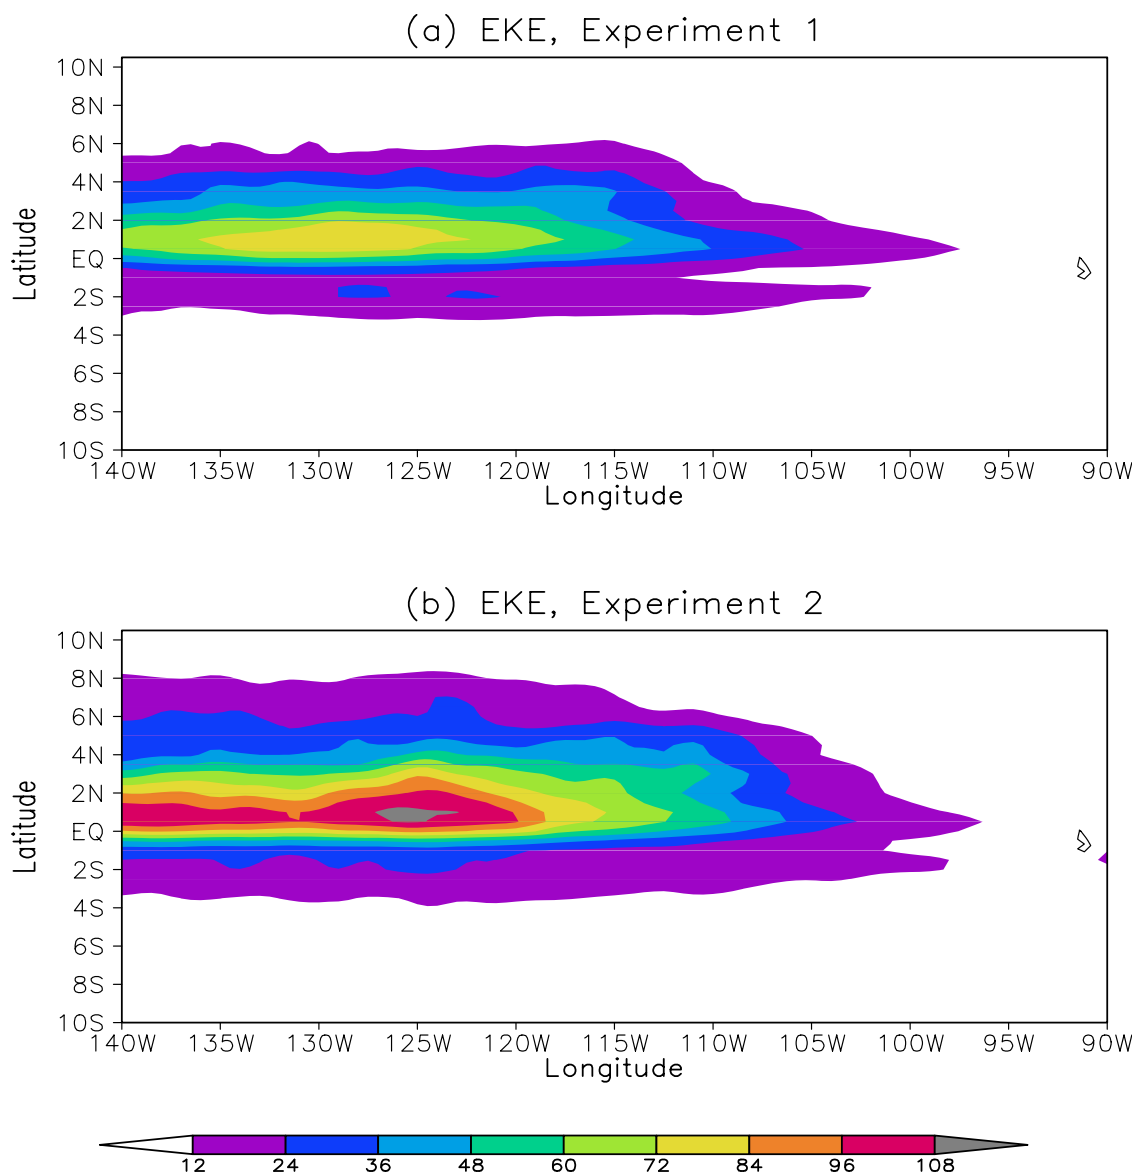 (a) EKE, Experiment 1
10N
8N
6N
4N
2N
EQ
2S
4S
6S
8S
10S
Latitude
140W 135W 130W 125W 120W 115W 110W 105W 100W 95W 90W
Longitude
(b) EKE, Experiment 2
10N
8N
6N
4N
2N
EQ
2S
4S
6S
8S
10S
Latitude
140W 135W 130W 125W 120W 115W 110W 105W 100W 95W 90W
Longitude
12 24 36 48 60 72 84 96 108